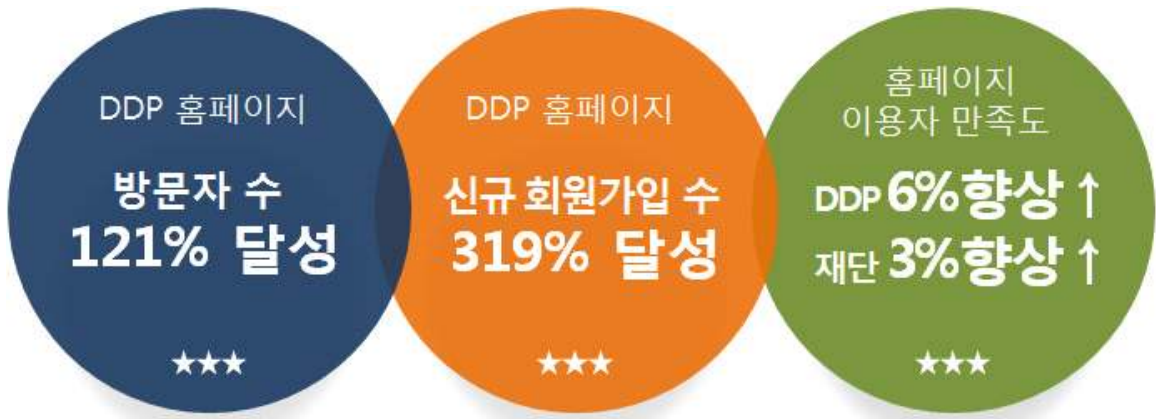 DDP 홈페이지
방문자 수
121% 달성
★★★
DDP 홈페이지
신규 회원가입 수
319% 달성
★★★
홈페이지
이용자 만족도
DDP 6%향상↑
재단 3%향상↑
★★★